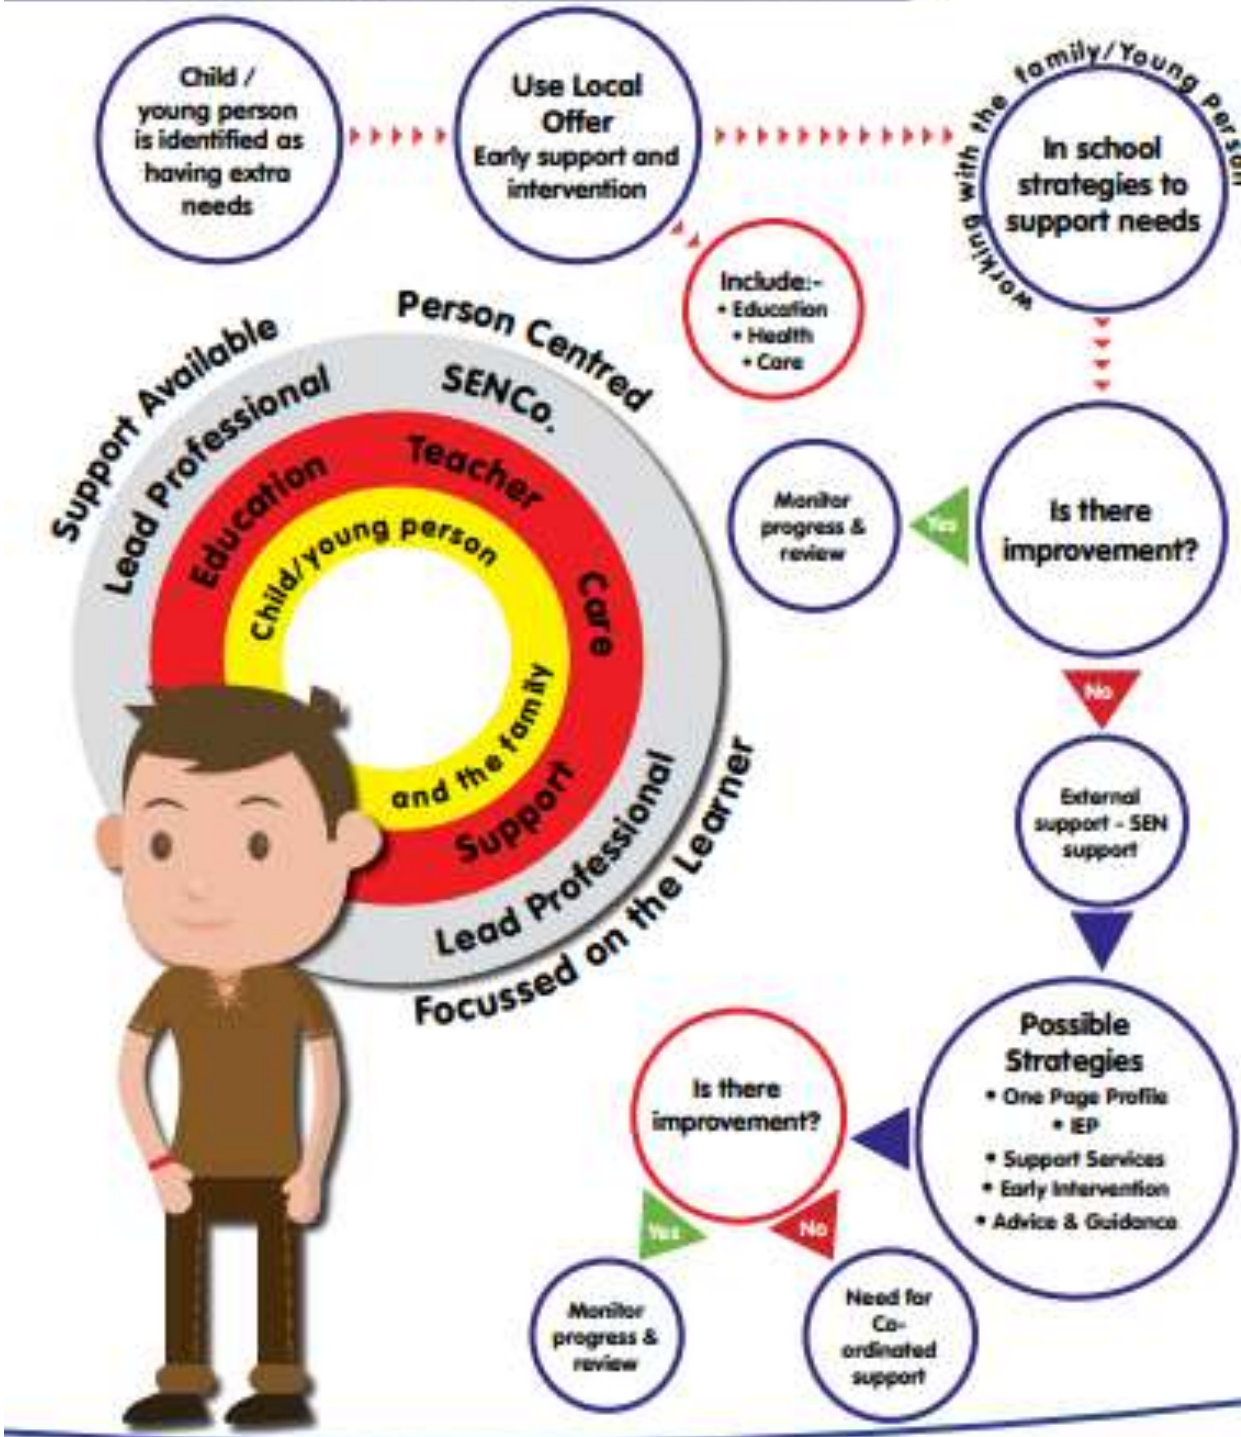 Child /
young person
is identified as
having extra
needs
Use Local
Offer
Early support and
intervention
working with the family/Young Person
In school
strategies to
support needs
Include:-
• Education
• Health
• Care
Support Available
Person Centred
Lead Professional
SENCo.
Education
Teacher
Care
Child/young person
and the family
Support
Lead Professional
Focussed on the Learner
Is there
improvement?
Yes
Monitor
progress &
review
No
External
support - SEN
support
Possible
Strategies
• One Page Profile
• IEP
• Support Services
• Early Intervention
• Advice & Guidance
Is there
improvement?
Yes
No
Monitor
progress &
review
Need for
Co-
ordinated
support